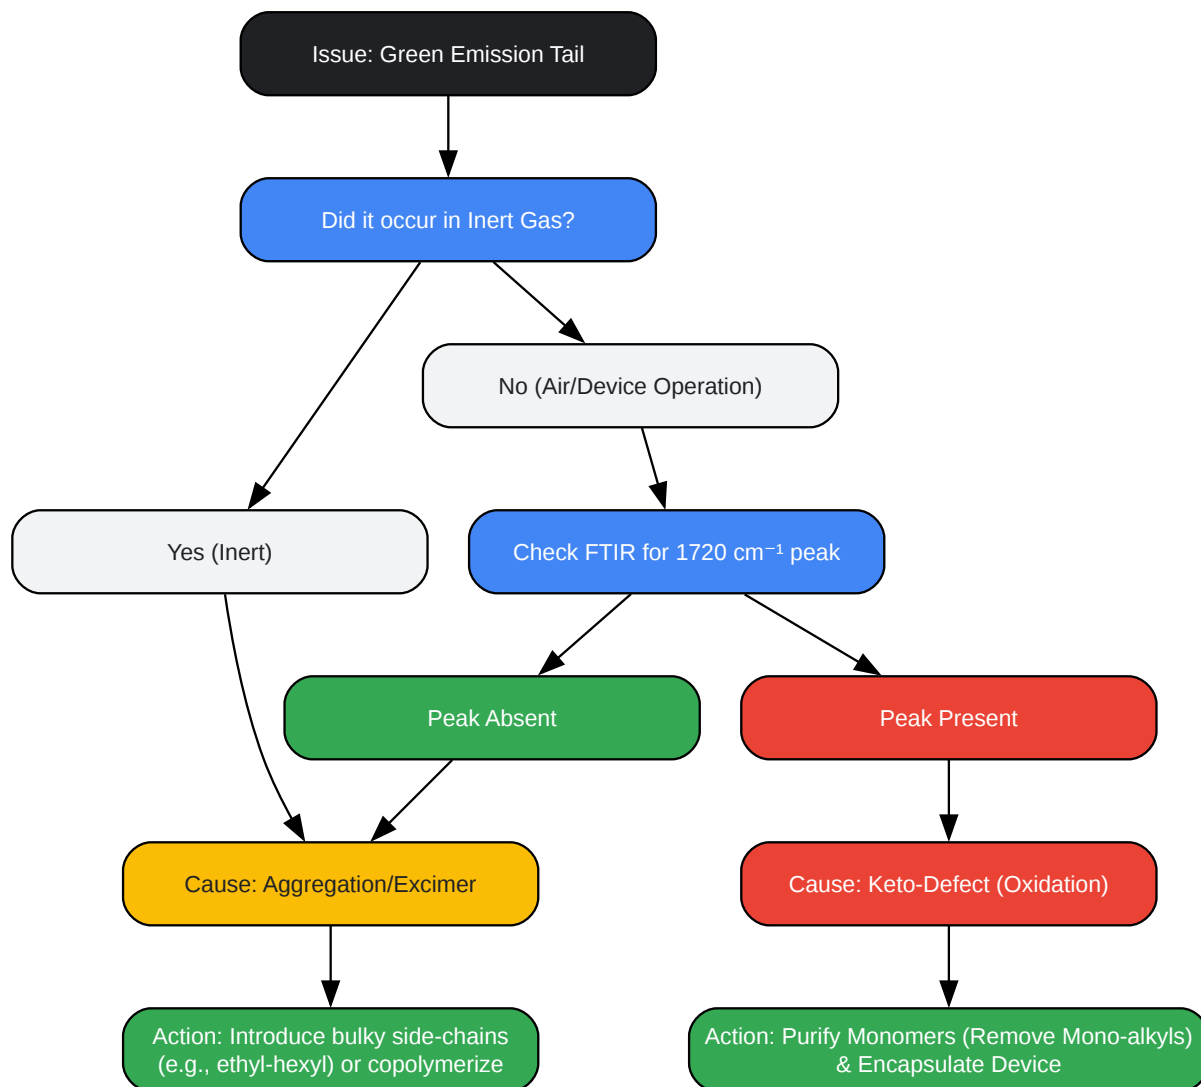 Issue: Green Emission Tail
Did it occur in Inert Gas?
No (Air/Device Operation)
Yes (Inert)
Check FTIR for 1720 cm⁻¹ peak
Peak Absent
Peak Present
Cause: Aggregation/Excimer
Cause: Keto-Defect (Oxidation)
Action: Introduce bulky side-chains
(e.g., ethyl-hexyl) or copolymerize
Action: Purify Monomers (Remove Mono-alkyls)
& Encapsulate Device